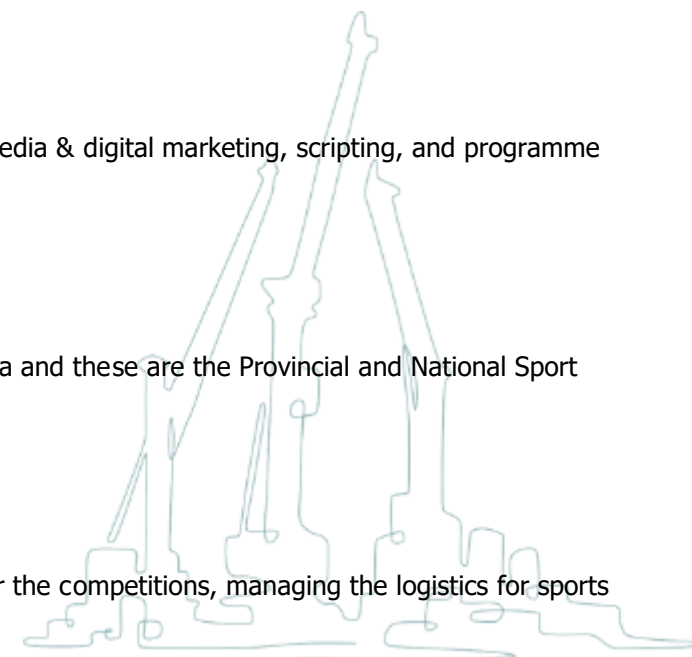 edia & digital marketing, scripting, and programme
a and these are the Provincial and National Sport
r the competitions, managing the logistics for sports